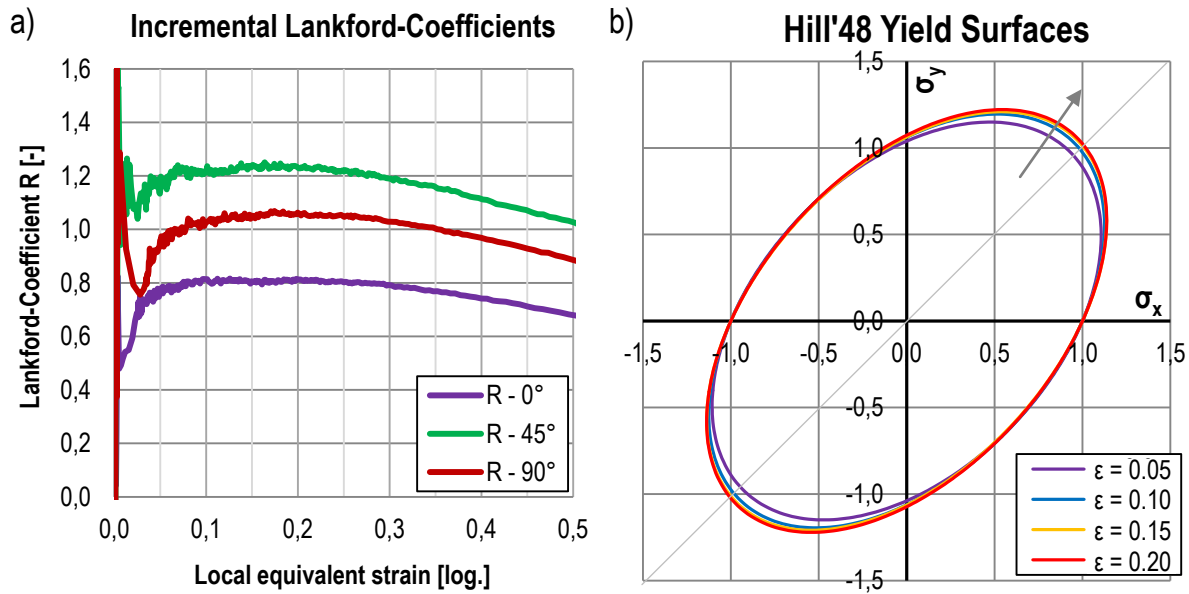 a)
Incremental Lankford-Coefficients
Lankford-Coefficient R [-]
1,6
1,4
1,2
1,0
0,8
0,6
0,4
0,2
0,0
0,0
0,1
0,2
0,3
0,4
0,5
Local equivalent strain [log.]
R - 0°
R - 45°
R - 90°
b)
Hill'48 Yield Surfaces
σy
1,5
1,0
0,5
0,0
-0,5
-1,0
-1,5
-1,5
-1,0
-0,5
0,0
0,5
1,0
1,5
σx
ε = 0.05
ε = 0.10
ε = 0.15
ε = 0.20